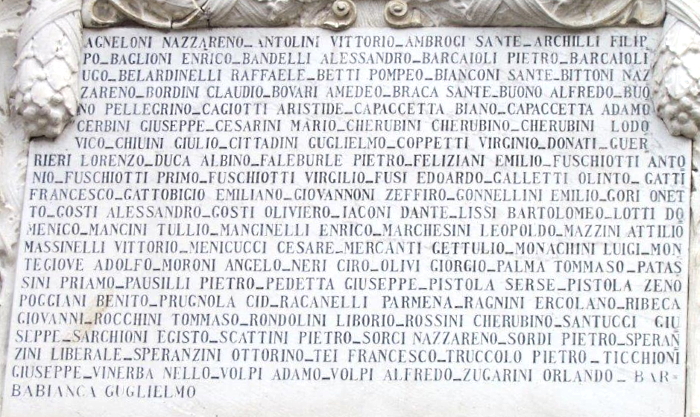 AGNELONI NAZZARENO_ANTOLINI VITTORIO_AMBROGI SANTE_ARCHILLI FILIP
PO_BAGLIONI ENRICO_BANDELLI ALESSANDRO_BARCAIOLI PIETRO_BARCAIOLI
UGO_BELARDINELLI RAFFAELE_BETTI POMPEO_BIANCONI SANTE_BITTONI NAZ
ZARENO_BORDINI CLAUDIO_BOVARI AMEDEO_BRACA SANTE_BUONO ALFREDO_BUO
NO PELLEGRINO_CAGIOTTI ARISTIDE_CAPACCETTA BIANO_CAPACCETTA ADAMO
CERBINI GIUSEPPE_CESARINI MARIO_CHERUBINI CHERUBINO_CHERUBINI LODO
VICO_CHIUINI GIULIO_CITTADINI GUGLIELMO_COPPETTI VIRGINIO_DONATI_GUER
RIERI LORENZO_DUCA ALBINO_FALEBURLE PIETRO_FELIZIANI EMILIO_FUSCHIOTTI ANTO
NIO_FUSCHIOTTI PRIMO_FUSCHIOTTI VIRGILIO_FUSI EDOARDO_GALLETTI OLINTO_GATTI
FRANCESCO_GATTOBIGIO EMILIANO_GIOVANNONI ZEFFIRO_GONNELLINI EMILIO_GORI ONET
TO_GOSTI ALESSANDRO_GOSTI OLIVIERO_IACONI DANTE_LISSI BARTOLOMEO_LOTTI DO
MENICO_MANCINI TULLIO_MANCINELLI ENRICO_MARCHESINI LEOPOLDO_MAZZINI ATTILIO
MASSINELLI VITTORIO_MENICUCCI CESARE_MERCANTI GETTULIO_MONACHINI LUIGI_MON
TEGIOVE ADOLFO_MORONI ANGELO_NERI CIRO_OLIVI GIORGIO_PALMA TOMMASO_PATAS
SINI PRIAMO_PAUSILLI PIETRO_PEDETTA GIUSEPPE_PISTOLA SERSE_PISTOLA ZENO
POGGIANI BENITO_PRUGNOLA CID_RACANELLI PARMENA_RAGNINI ERCOLANO_RIBECA
GIOVANNI_ROCCHINI TOMMASO_RONDOLINI LIBORIO_ROSSINI CHERUBINO_SANTUCCI GIU
SEPPE_SARCHIONI EGISTO_SCATTINI PIETRO_SORCI NAZZARENO_SORDI PIETRO_SPERAN
ZINI LIBERALE_SPERANZINI OTTORINO_TEI FRANCESCO_TRUCCOLO PIETRO_TICCHIONI
GIUSEPPE_VINERBA NELLO_VOLPI ADAMO_VOLPI ALFREDO_ZUGARINI ORLANDO_BAR
BABIANCA GUGLIELMO